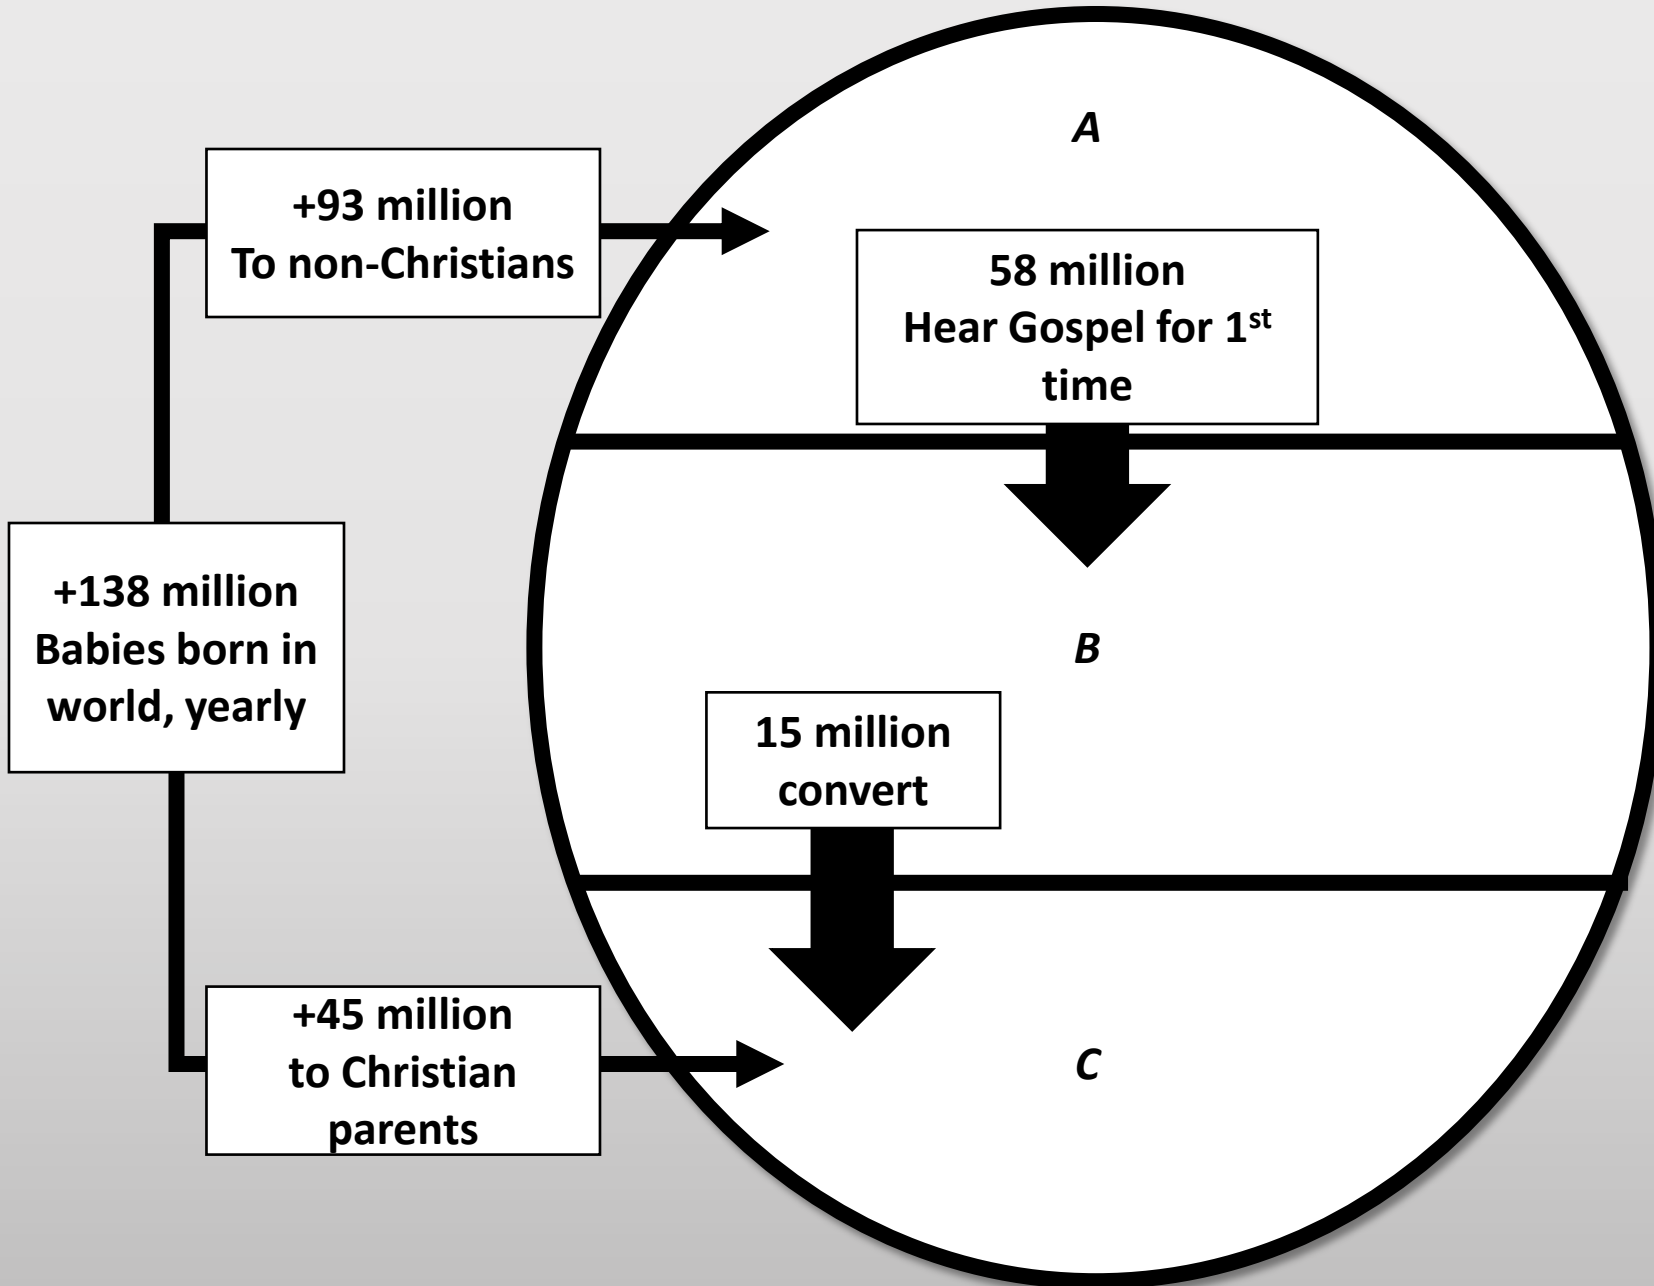 A
+93 million
To non-Christians
58 million
Hear Gospel for 1st
time
+138 million
Babies born in
world, yearly
B
15 million
convert
+45 million
to Christian
parents
C